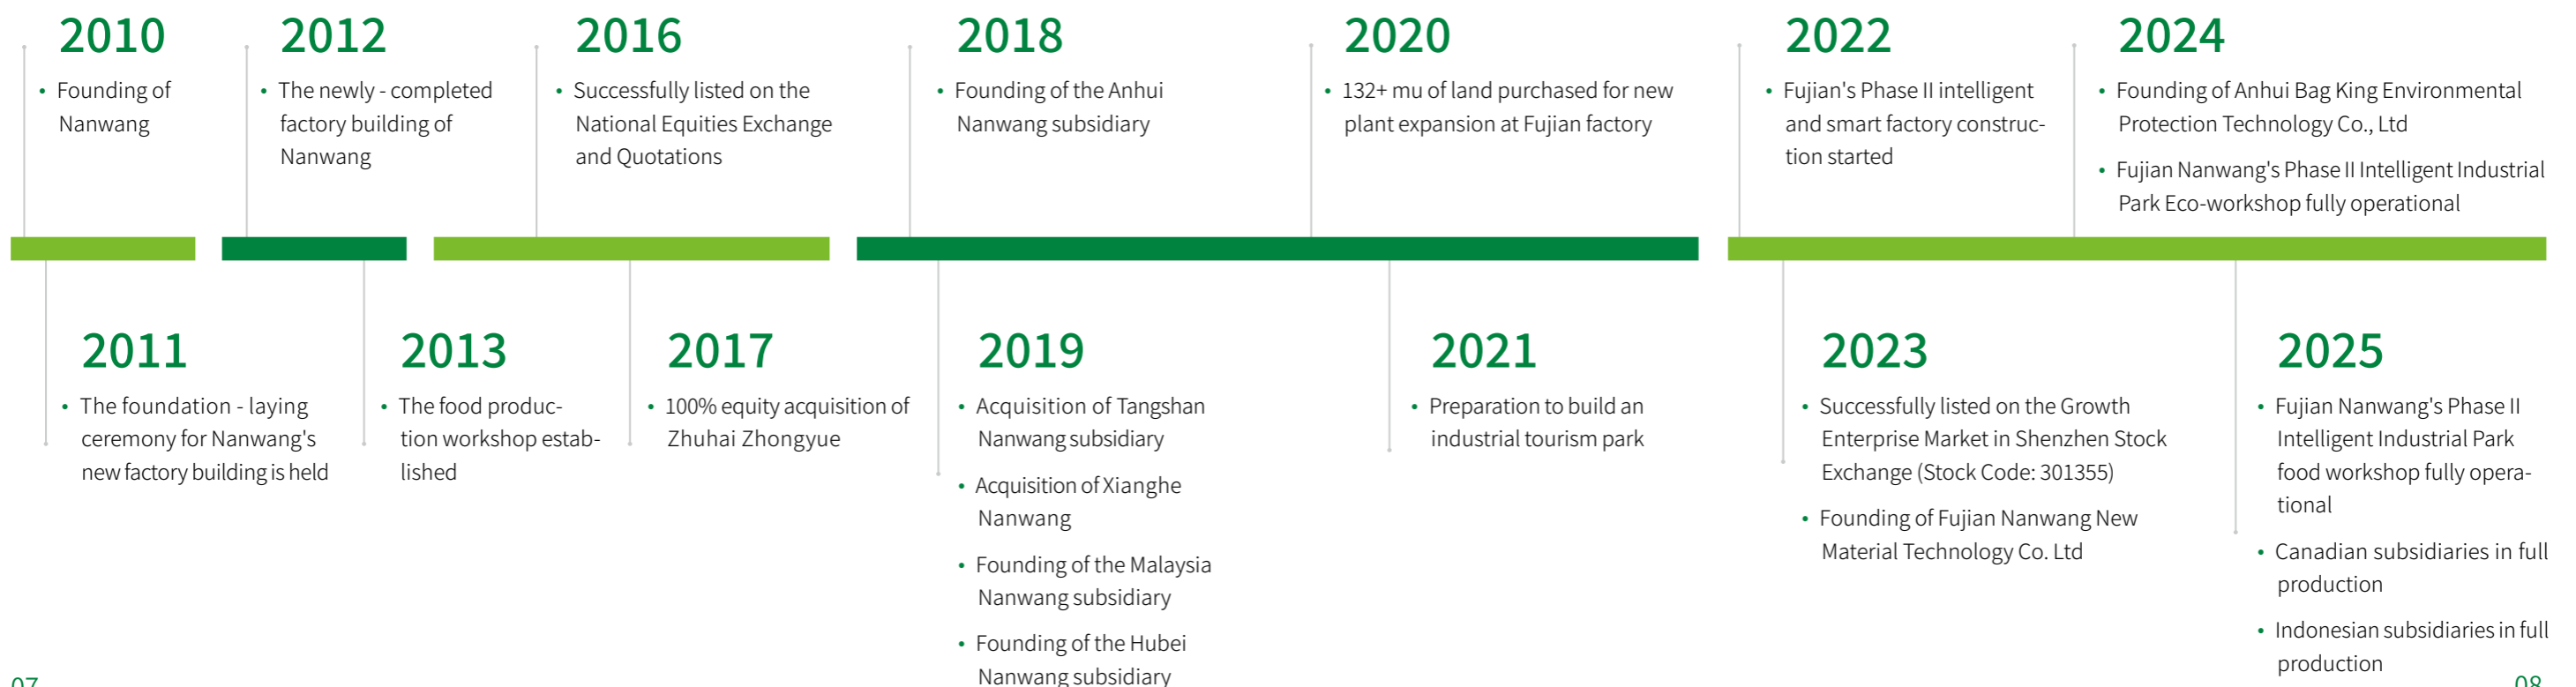 2010
• Founding of
Nanwang
2012
• The newly - completed
factory building of
Nanwang
2016
• Successfully listed on the
National Equities Exchange
and Quotations
2018
• Founding of the Anhui
Nanwang subsidiary
2020
• 132+ mu of land purchased for new
plant expansion at Fujian factory
2022
• Fujian's Phase II intelligent
and smart factory construc-
tion started
2024
• Founding of Anhui Bag King Environmental
Protection Technology Co., Ltd
• Fujian Nanwang's Phase II Intelligent Industrial
Park Eco-workshop fully operational
2011
• The foundation - laying
ceremony for Nanwang's
new factory building is held
2013
• The food produc-
tion workshop estab-
lished
2017
• 100% equity acquisition of
Zhuhai Zhongyue
2019
• Acquisition of Tangshan
Nanwang subsidiary
• Acquisition of Xianghe
Nanwang
• Founding of the Malaysia
Nanwang subsidiary
• Founding of the Hubei
Nanwang subsidiary
2021
• Preparation to build an
industrial tourism park
2023
• Successfully listed on the Growth
Enterprise Market in Shenzhen Stock
Exchange (Stock Code: 301355)
• Founding of Fujian Nanwang New
Material Technology Co. Ltd
2025
• Fujian Nanwang's Phase II
Intelligent Industrial Park
food workshop fully opera-
tional
• Canadian subsidiaries in full
production
• Indonesian subsidiaries in full
production
07
08